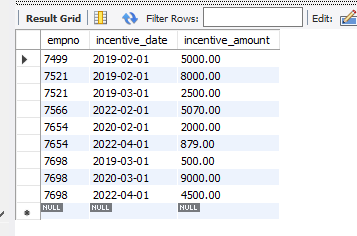 Result Grid Filter Rows: Edit:
empno incentive_date incentive_amount
7499 2019-02-01 5000.00
7521 2019-02-01 8000.00
7521 2019-03-01 2500.00
7566 2022-02-01 5070.00
7654 2020-02-01 2000.00
7654 2022-04-01 879.00
7698 2019-03-01 500.00
7698 2020-03-01 9000.00
7698 2022-04-01 4500.00
NULL NULL NULL